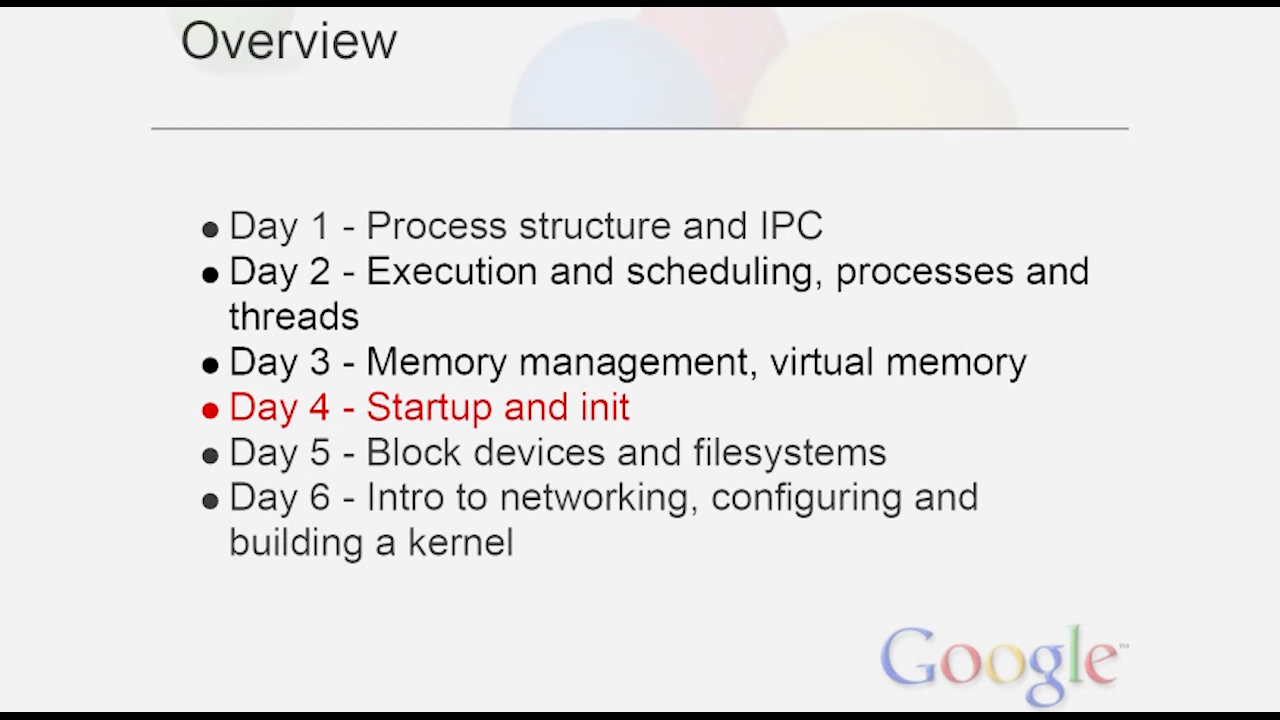 Overview
● Day 1 - Process structure and IPC
● Day 2 - Execution and scheduling, processes and
threads
● Day 3 - Memory management, virtual memory
● Day 4 - Startup and init
● Day 5 - Block devices and filesystems
● Day 6 - Intro to networking, configuring and
building a kernel
Google™